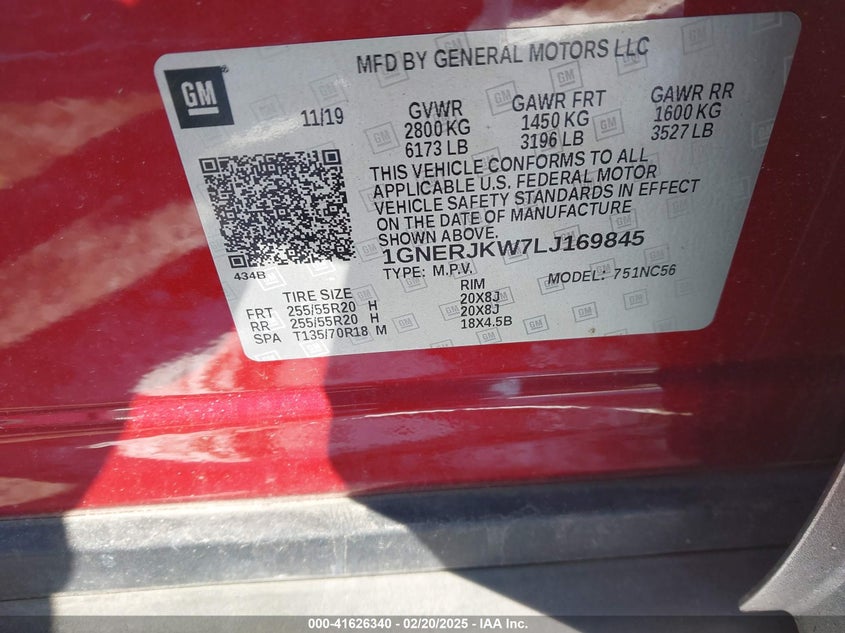 MFD BY GENERAL MOTORS LLC
GM
11/19
GVWR
2800 KG
6173 LB
GAWR FRT
1450 KG
3196 LB
GAWR RR
1600 KG
3527 LB
THIS VEHICLE CONFORMS TO ALL
APPLICABLE U.S. FEDERAL MOTOR
VEHICLE SAFETY STANDARDS IN EFFECT
ON THE DATE OF MANUFACTURE
SHOWN ABOVE.
434B
1GNERJKW7LJ169845
TYPE: M.P.V.
MODEL: 751NC56
TIRE SIZE RIM
FRT 255/55R20 H 20X8J
RR 255/55R20 H 20X8J
SPA T135/70R18 M 18X4.5B
000-41626340 — 02/20/2025 — IAA Inc.